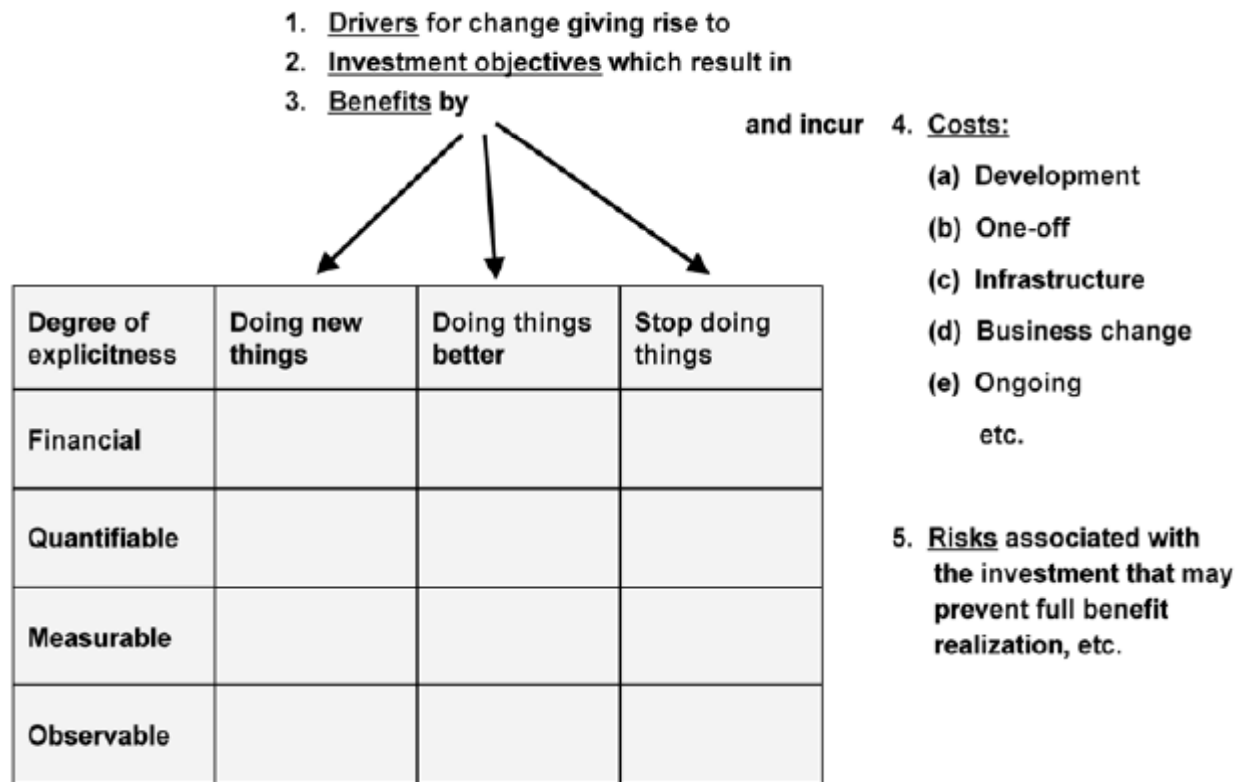 1. Drivers for change giving rise to
2. Investment objectives which result in
3. Benefits by
and incur 4. Costs:
(a) Development
(b) One-off
(c) Infrastructure
(d) Business change
(e) Ongoing
etc.
Degree of explicitness
Doing new things
Doing things better
Stop doing things
Financial
Quantifiable
Measurable
Observable
5. Risks associated with
the investment that may
prevent full benefit
realization, etc.